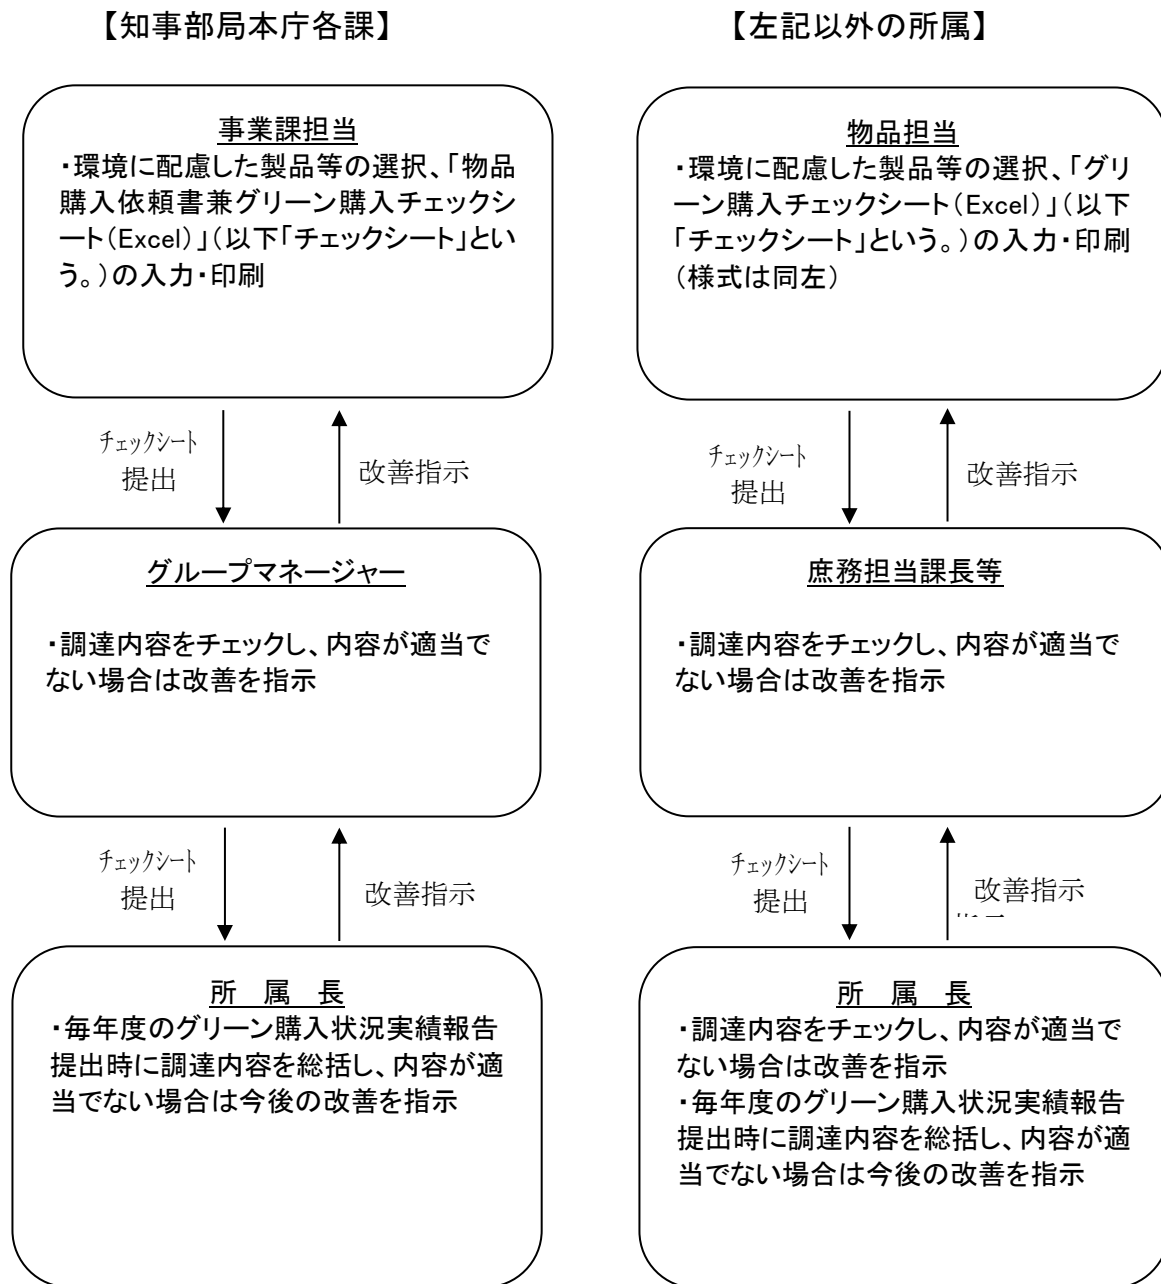 【知事部局本庁各課】
事業課担当
・環境に配慮した製品等の選択、「物品
購入依頼書兼グリーン購入チェックシ
ート（Excel）」（以下「チェックシート」とい
う。）の入力・印刷
チェックシート
提出
改善指示
グループマネージャー
・調達内容をチェックし、内容が適当で
ない場合は改善を指示
チェックシート
提出
改善指示
所　属　長
・毎年度のグリーン購入状況実績報告
提出時に調達内容を総括し、内容が適
当でない場合は今後の改善を指示
【左記以外の所属】
物品担当
・環境に配慮した製品等の選択、「グリ
ーン購入チェックシート（Excel）」（以下
「チェックシート」という。）の入力・印刷
（様式は同左）
チェックシート
提出
改善指示
庶務担当課長等
・調達内容をチェックし、内容が適当で
ない場合は改善を指示
チェックシート
提出
改善指示
所　属　長
・調達内容をチェックし、内容が適当で
ない場合は改善を指示
・毎年度のグリーン購入状況実績報告
提出時に調達内容を総括し、内容が適
当でない場合は今後の改善を指示